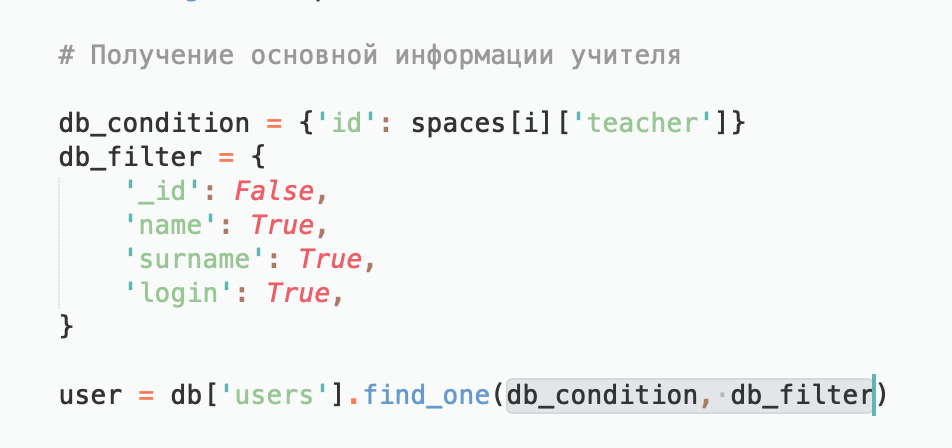 # Получение основной информации учителя
db_condition = {'id': spaces[i]['teacher']}
db_filter = {
'_id': False,
'name': True,
'surname': True,
'login': True,
}
user = db['users'].find_one(db_condition, db_filter)